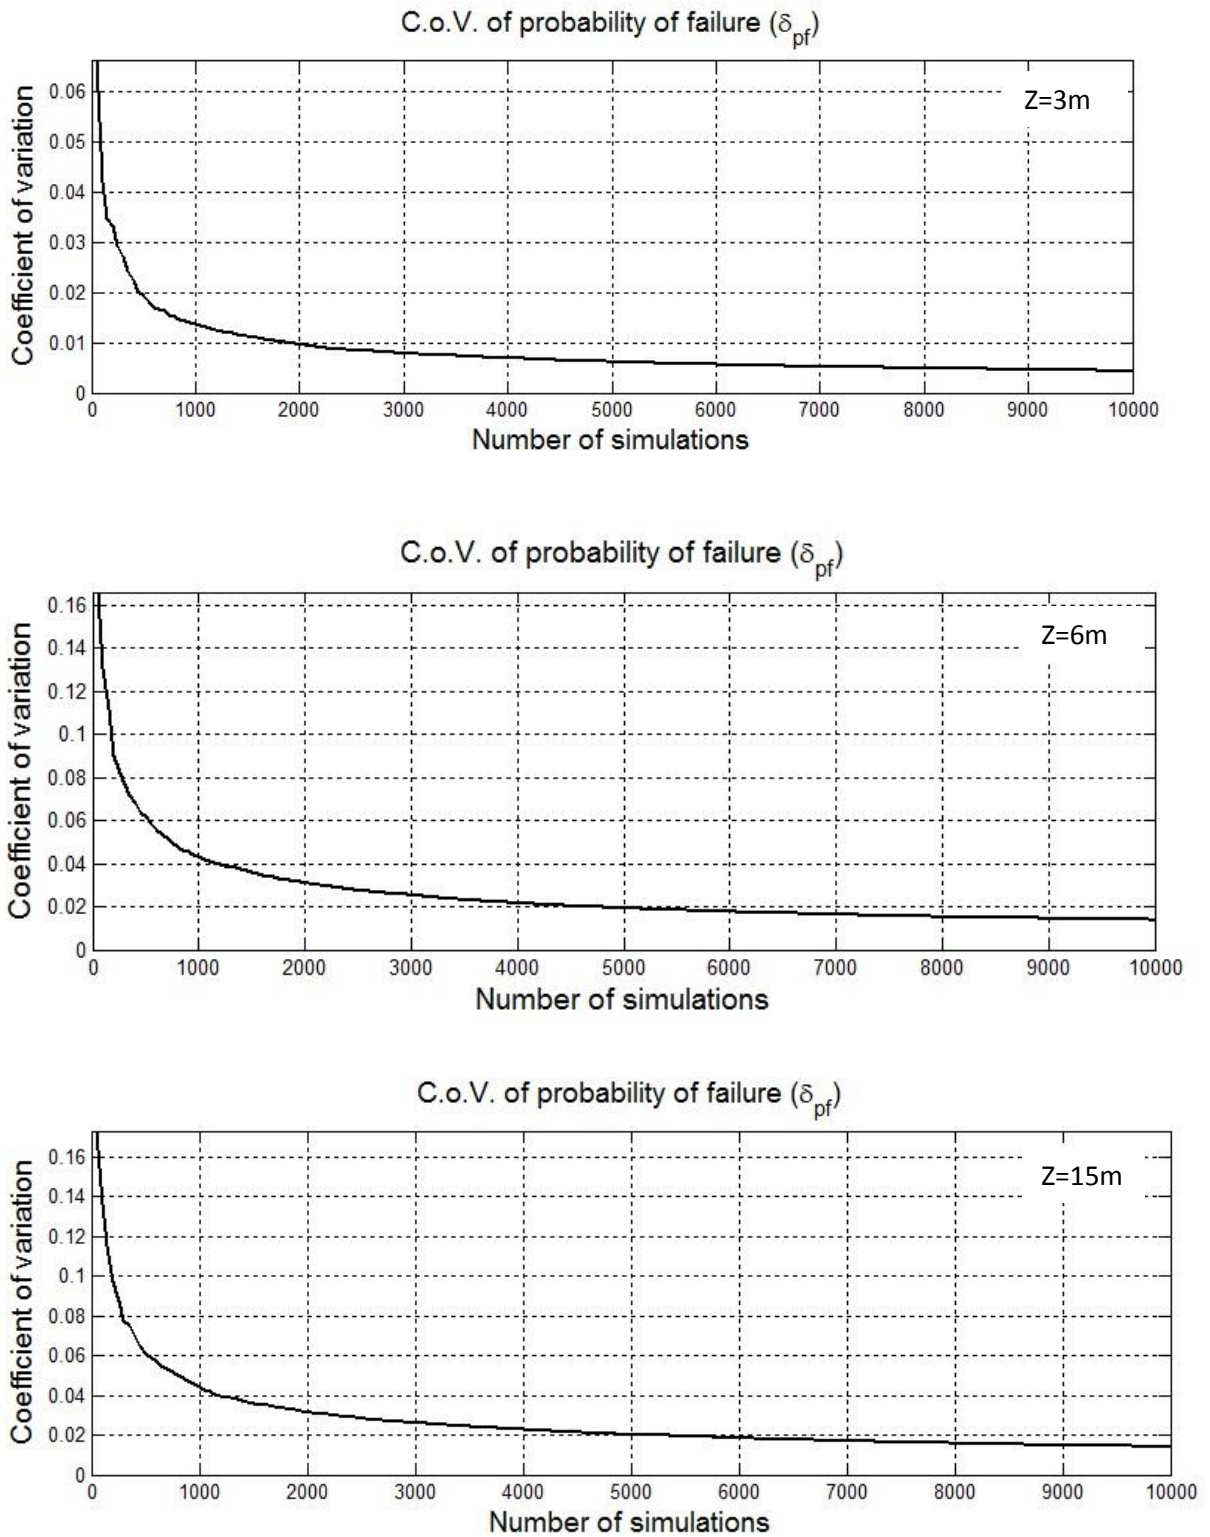 C.o.V. of probability of failure (δpf)
Z=3m
Coefficient of variation
0.06
0.05
0.04
0.03
0.02
0.01
0
0 1000 2000 3000 4000 5000 6000 7000 8000 9000 10000
Number of simulations
C.o.V. of probability of failure (δpf)
Z=6m
Coefficient of variation
0.16
0.14
0.12
0.1
0.08
0.06
0.04
0.02
0
0 1000 2000 3000 4000 5000 6000 7000 8000 9000 10000
Number of simulations
C.o.V. of probability of failure (δpf)
Z=15m
Coefficient of variation
0.16
0.14
0.12
0.1
0.08
0.06
0.04
0.02
0
0 1000 2000 3000 4000 5000 6000 7000 8000 9000 10000
Number of simulations